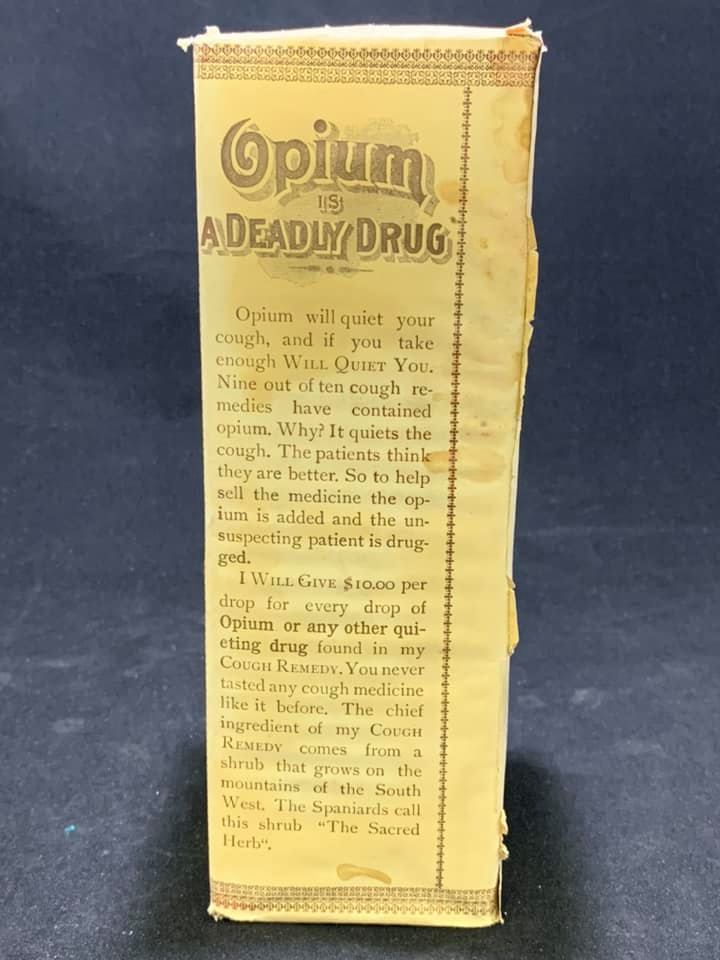 Opium
IS
A DEADLY DRUG
Opium will quiet your
cough, and if you take
enough WILL QUIET YOU.
Nine out of ten cough re-
medies have contained
opium. Why? It quiets the
cough. The patients think
they are better. So to help
sell the medicine the op-
ium is added and the un-
suspecting patient is drug-
ged.
I WILL GIVE $10.00 per
drop for every drop of
Opium or any other qui-
eting drug found in my
COUGH REMEDY. You never
tasted any cough medicine
like it before. The chief
ingredient of my COUGH
REMEDY comes from a
shrub that grows on the
mountains of the South
West. The Spaniards call
this shrub "The Sacred
Herb“.